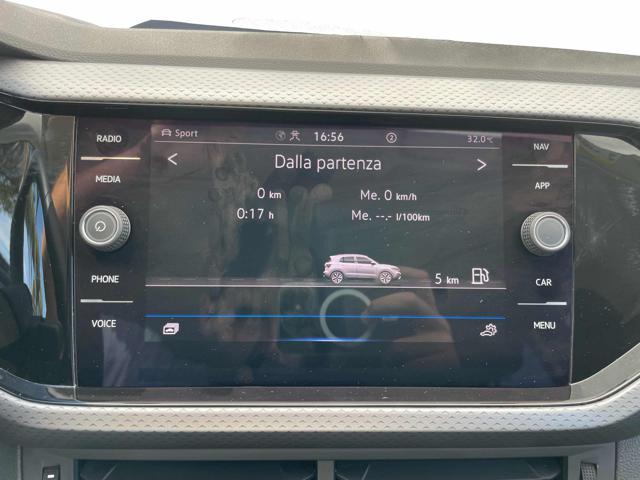 RADIO
MEDIA
PHONE
VOICE
Sport
16:56
2
32.0°C
< Dalla partenza >
0 km Me. 0 km/h
0:17 h Me. --.- l/100km
5 km
NAV
APP
CAR
MENU